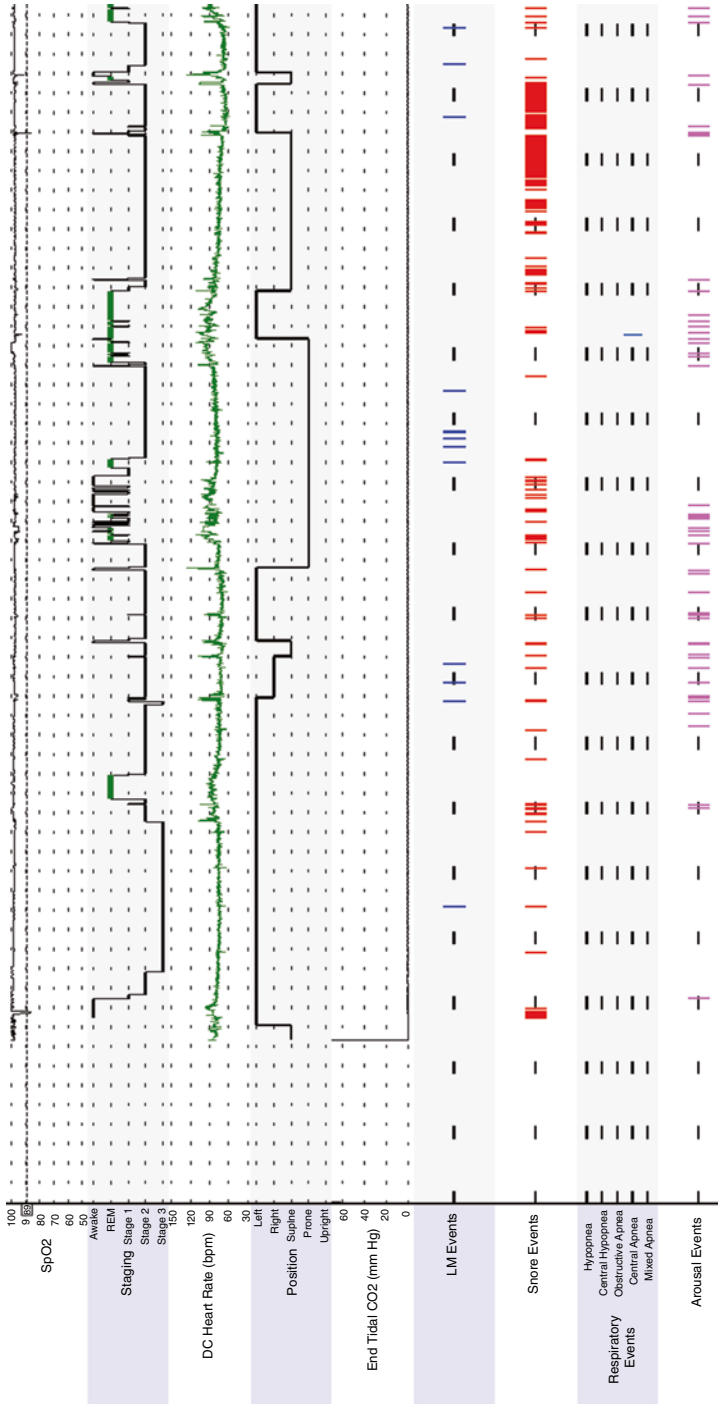 100
9
89
80
70
60
50
SpO2
Awake
REM
Stage 1
Stage 2
Stage 3
Staging
150
120
90
60
30
DC Heart Rate (bpm)
Left
Right
Supine
Prone
Upright
Position
60
40
20
0
End Tidal CO2 (mm Hg)
LM Events
Snore Events
Hypopnea
Central Hypopnea
Obstructive Apnea
Central Apnea
Mixed Apnea
Respiratory
Events
Arousal Events